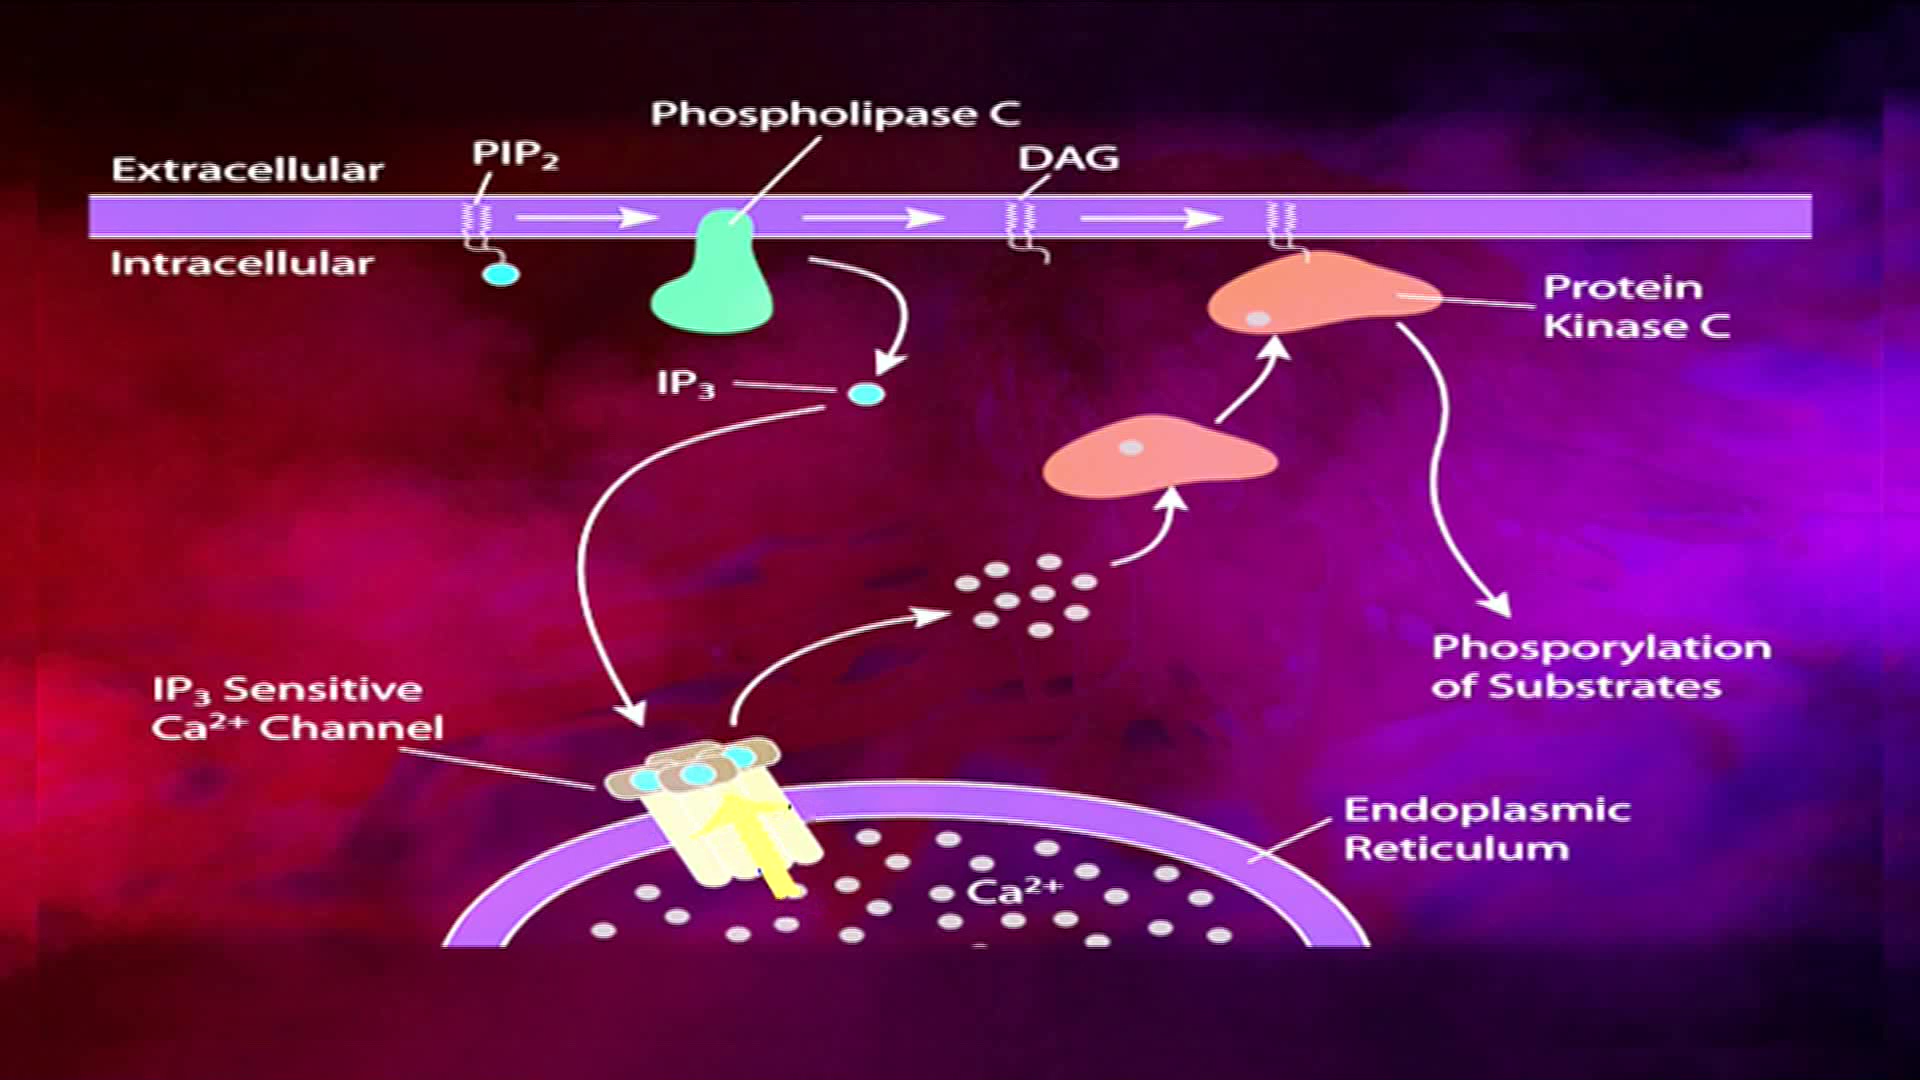 Phospholipase C
PIP₂
DAG
Extracellular
Intracellular
Protein
Kinase C
IP₃
Phosporylation
of Substrates
IP₃ Sensitive
Ca²⁺ Channel
Endoplasmic
Reticulum
Ca²⁺